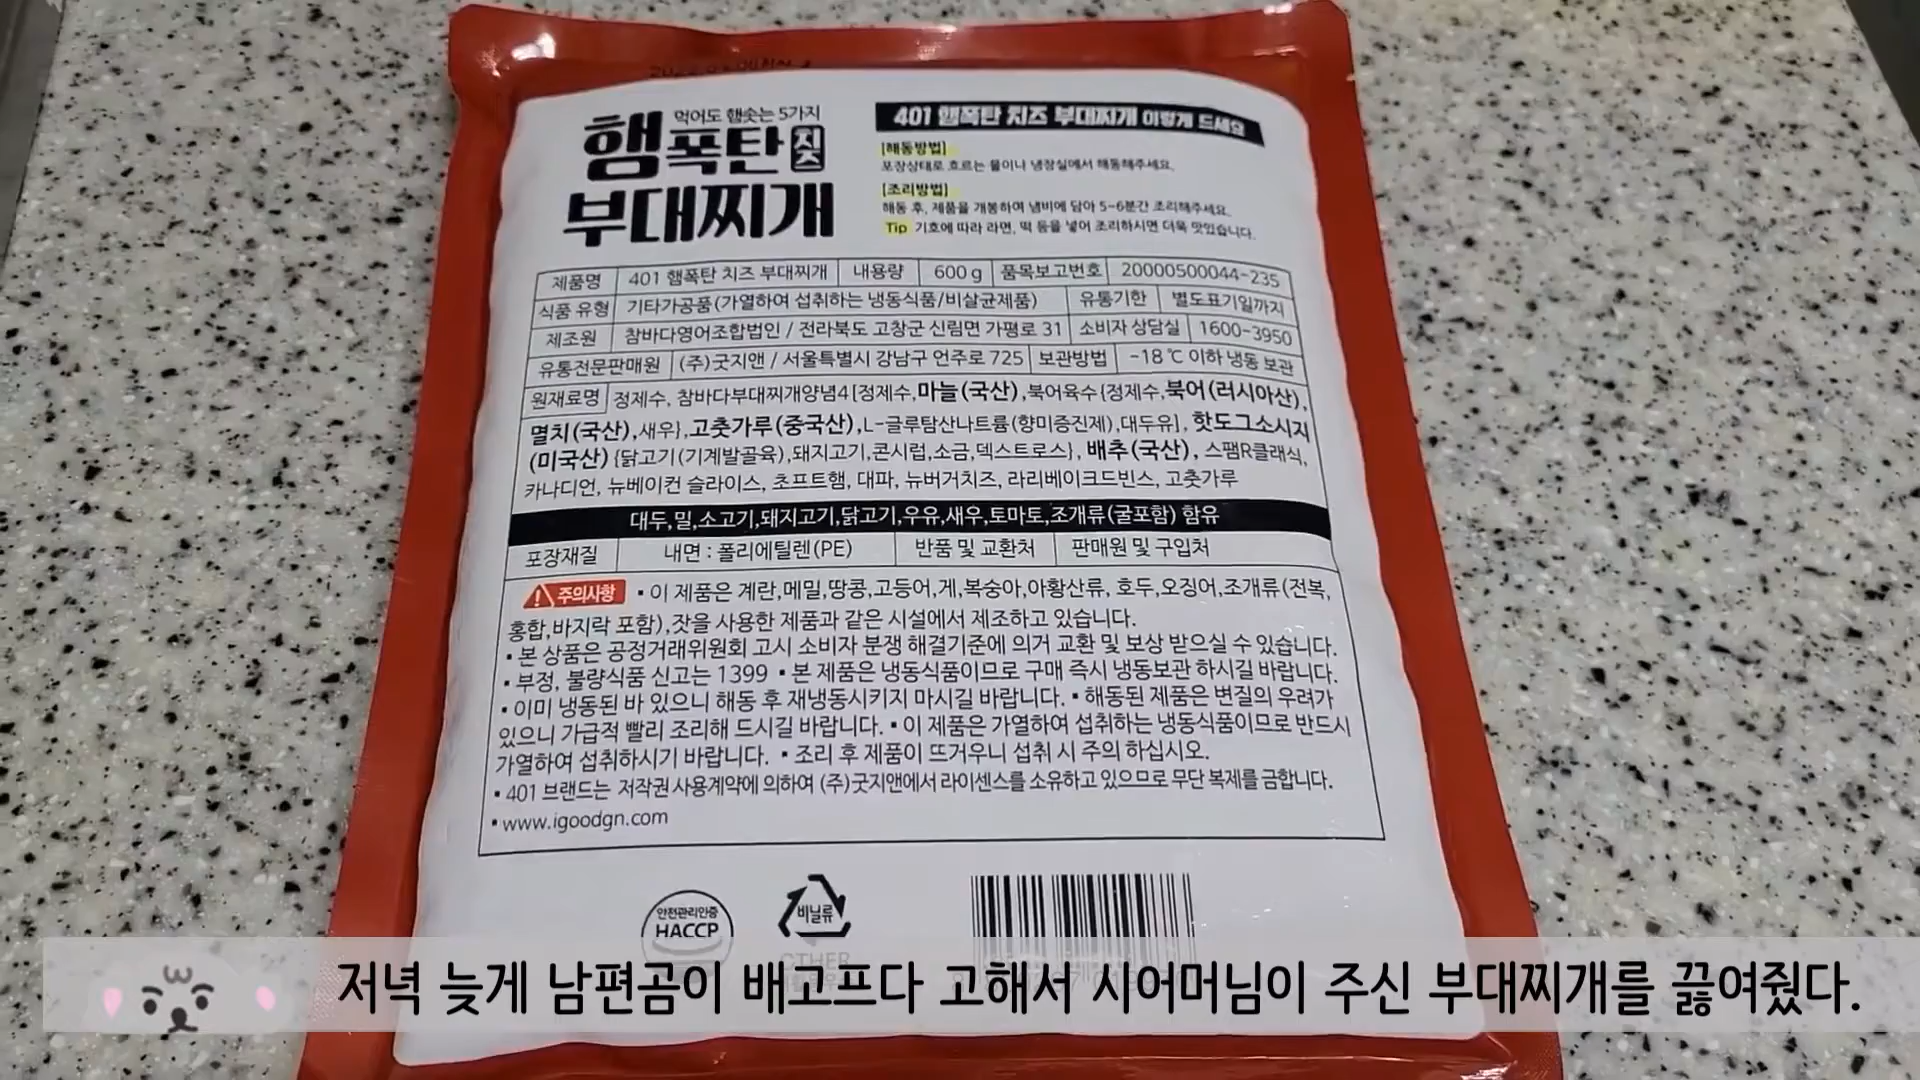 먹어도 햄솟는 5가지
햄폭탄 치즈
부대찌개
401 햄폭탄 치즈 부대찌개 이렇게 드세요
[해동방법]
포장상태로 흐르는 물이나 냉장실에서 해동해주세요.
[조리방법]
해동 후, 제품을 개봉하여 냄비에 담아 5~6분간 조리해주세요.
Tip 기호에 따라 라면, 떡 등을 넣어 조리하시면 더욱 맛있습니다.
제품명 401 햄폭탄 치즈 부대찌개 내용량 600 g 품목보고번호 20000500044-235
식품 유형 기타가공품(가열하여 섭취하는 냉동식품/비살균제품) 유통기한 별도표기일까지
제조원 참바다영어조합법인 / 전라북도 고창군 신림면 가평로 31 소비자 상담실 1600-3950
유통전문판매원 (주)굿지앤 / 서울특별시 강남구 언주로 725 보관방법 -18℃ 이하 냉동 보관
원재료명 정제수, 참바다부대찌개양념4[정제수,마늘(국산),북어육수{정제수,북어(러시아산),
멸치(국산),새우},고춧가루(중국산),L-글루탐산나트륨(향미증진제),대두유], 핫도그소시지
(미국산){닭고기(기계발골육),돼지고기,콘시럽,소금,덱스트로스}, 배추(국산), 스팸R클래식,
카나디언, 뉴베이컨 슬라이스, 초프트햄, 대파, 뉴버거치즈, 라리베이크드빈스, 고춧가루
대두,밀,소고기,돼지고기,닭고기,우유,새우,토마토,조개류(굴포함) 함유
포장재질 내면 : 폴리에틸렌(PE) 반품 및 교환처 판매원 및 구입처
주의사항 ▪ 이 제품은 계란,메밀,땅콩,고등어,게,복숭아,아황산류, 호두,오징어,조개류(전복,
홍합,바지락 포함),잣을 사용한 제품과 같은 시설에서 제조하고 있습니다.
▪ 본 상품은 공정거래위원회 고시 소비자 분쟁 해결기준에 의거 교환 및 보상 받으실 수 있습니다.
▪ 부정, 불량식품 신고는 1399 ▪ 본 제품은 냉동식품이므로 구매 즉시 냉동보관 하시길 바랍니다.
▪ 이미 냉동된 바 있으니 해동 후 재냉동시키지 마시길 바랍니다. ▪ 해동된 제품은 변질의 우려가
있으니 가급적 빨리 조리해 드시길 바랍니다. ▪ 이 제품은 가열하여 섭취하는 냉동식품이므로 반드시
가열하여 섭취하시기 바랍니다. ▪ 조리 후 제품이 뜨거우니 섭취 시 주의 하십시오.
▪ 401 브랜드는 저작권 사용계약에 의하여 (주)굿지앤에서 라이센스를 소유하고 있으므로 무단 복제를 금합니다.
▪ www.igoodgn.com
안전관리인증
HACCP
비닐류
OTHER
저녁 늦게 남편곰이 배고프다 고해서 시어머님이 주신 부대찌개를 끓여줬다.